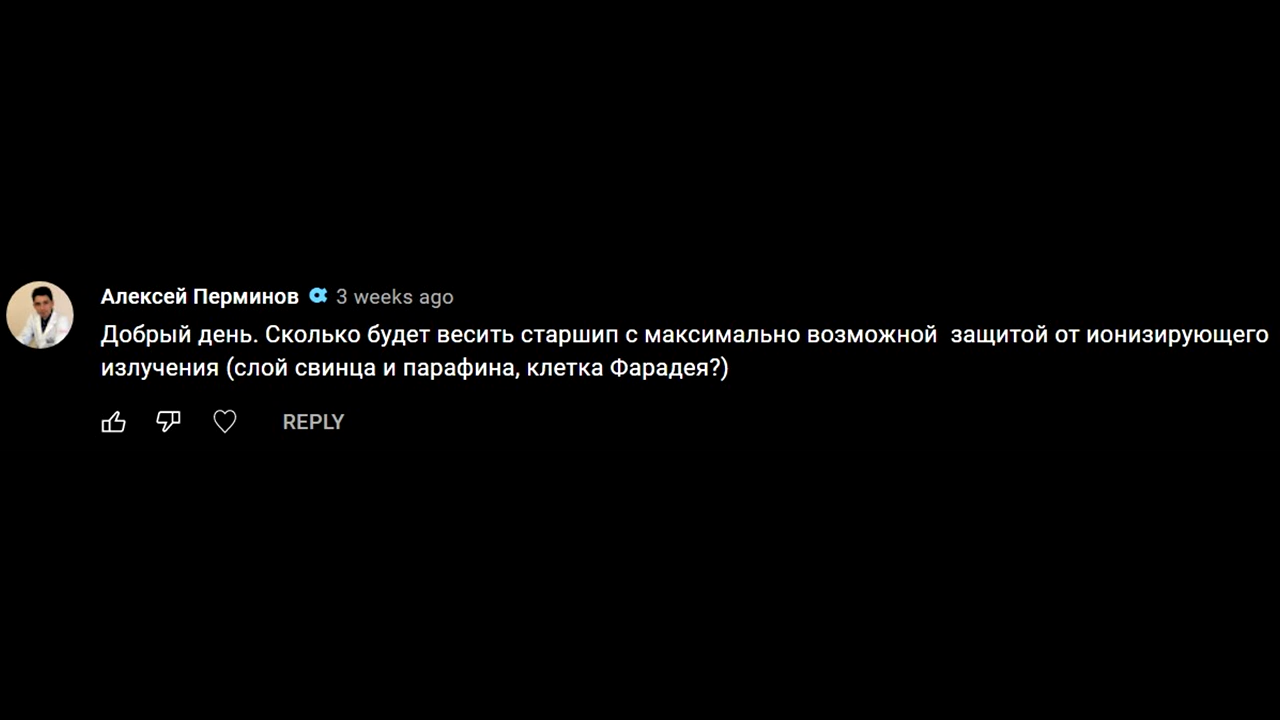 Алексей Перминов 3 weeks ago
Добрый день. Сколько будет весить старшип с максимально возможной защитой от ионизирующего
излучения (слой свинца и парафина, клетка Фарадея?)
REPLY